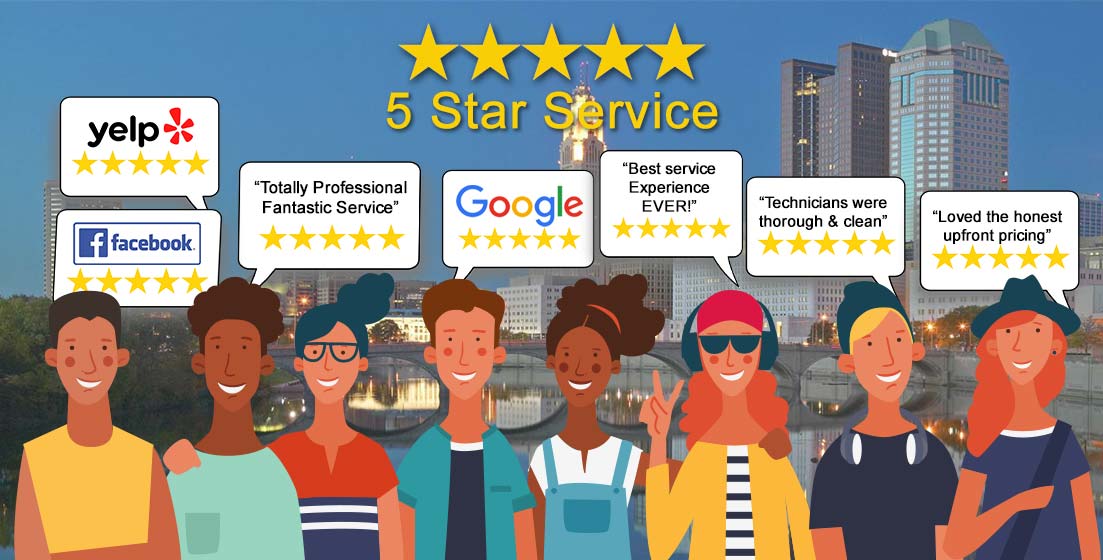 5 Star Service
yelp
facebook.
“Totally Professional
Fantastic Service”
Google
“Best service
Experience
EVER!”
“Technicians were
thorough & clean”
“Loved the honest
upfront pricing”